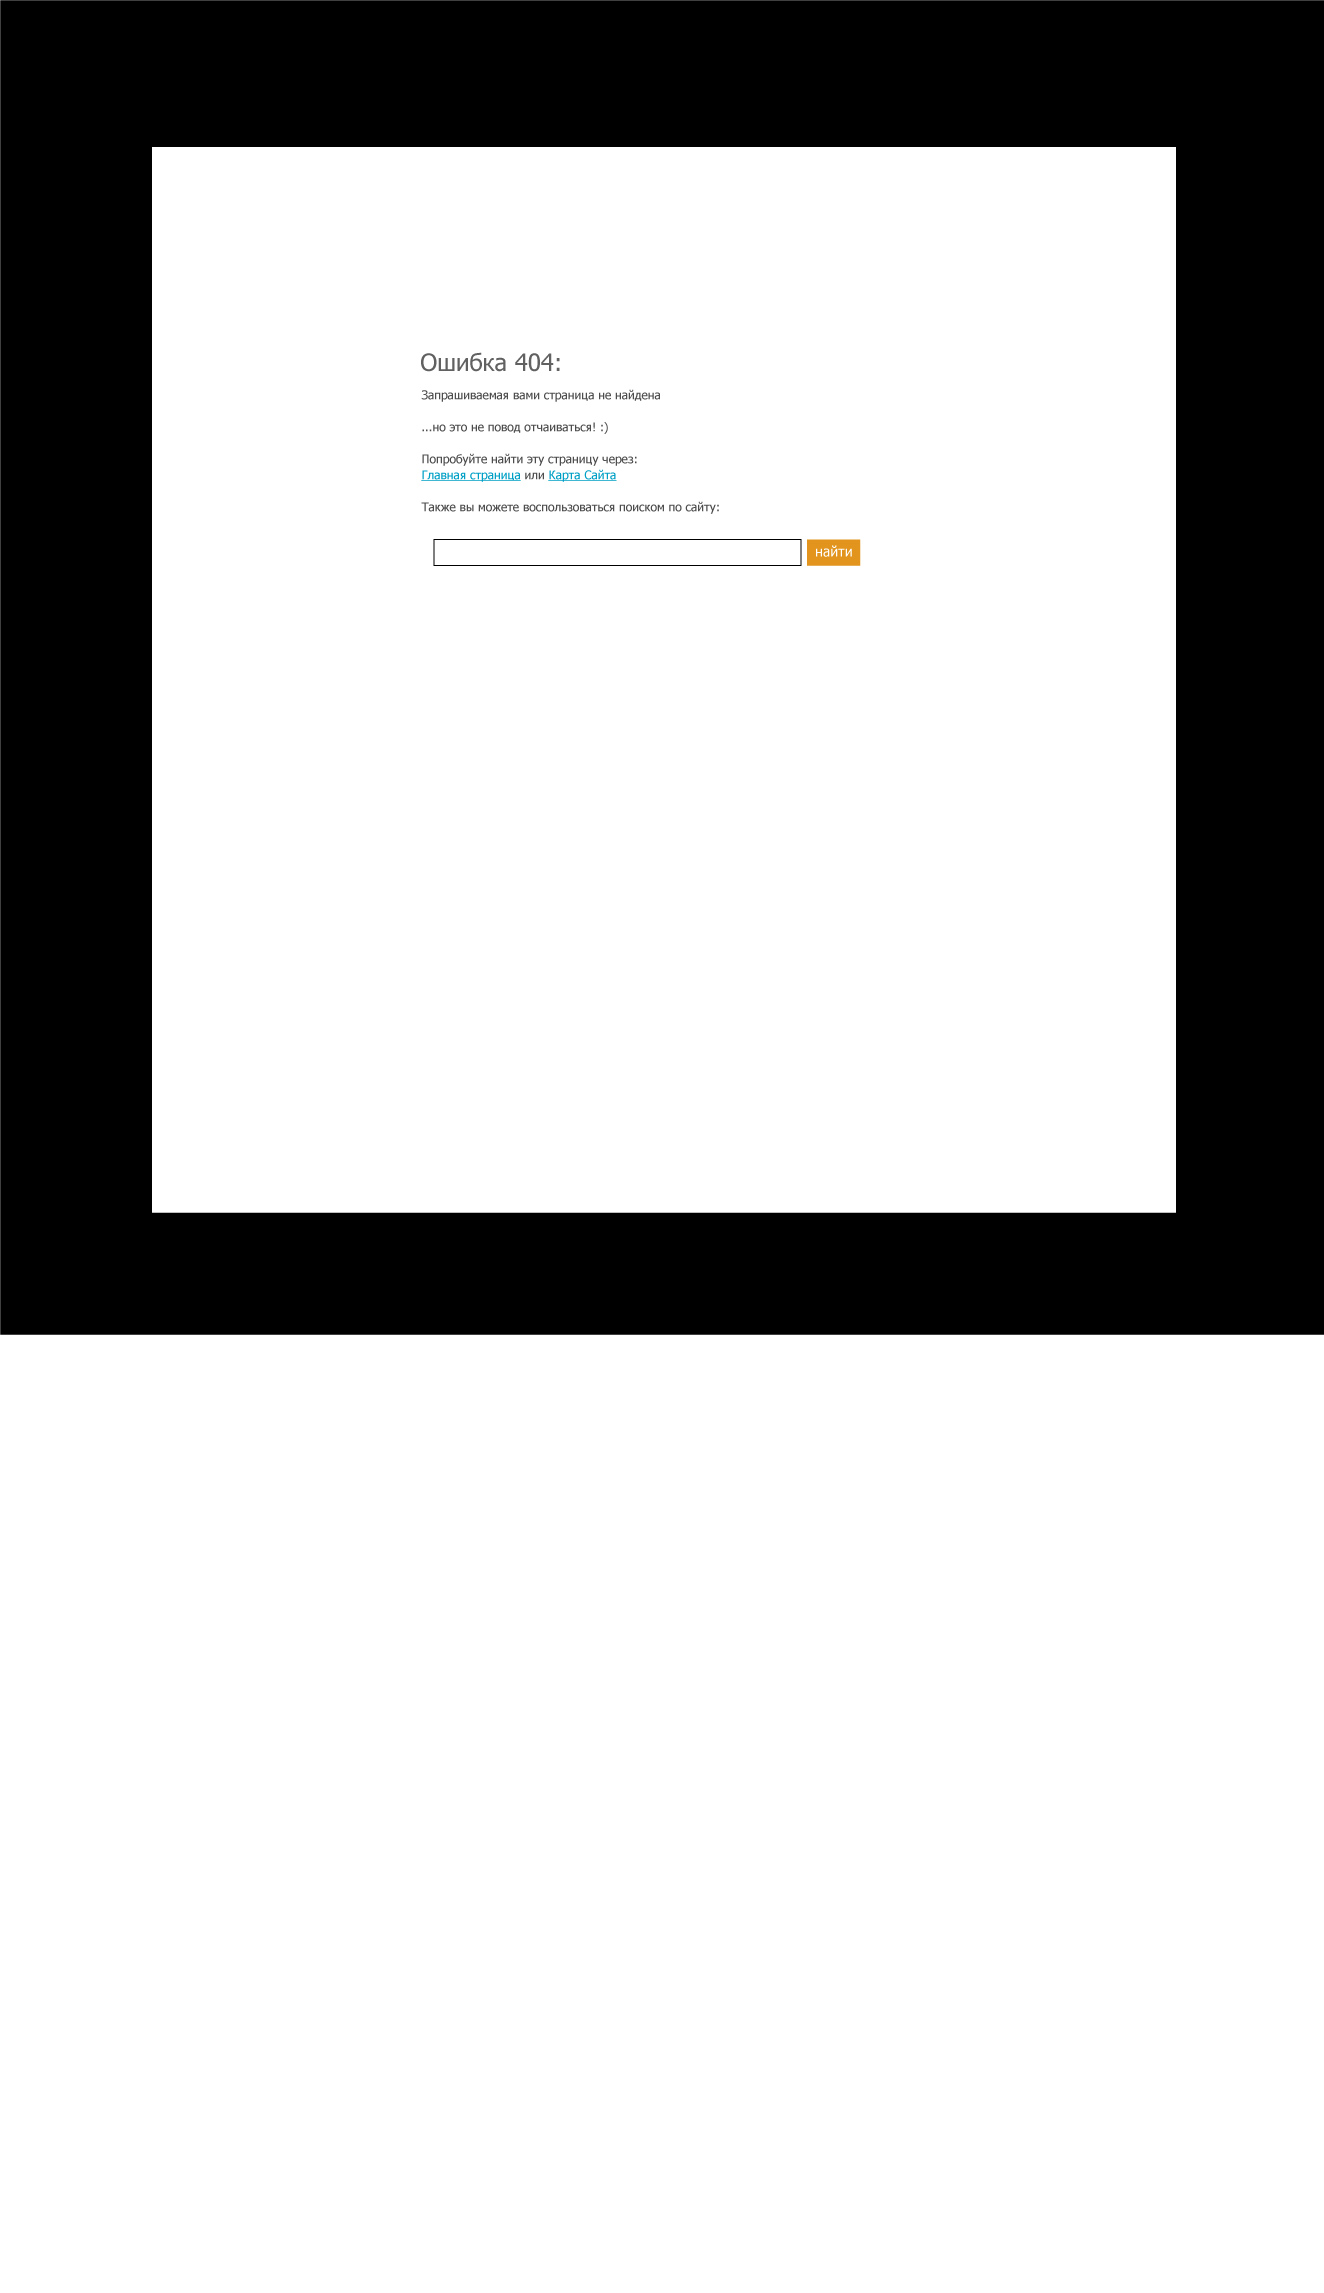 Ошибка 404:
Запрашиваемая вами страница не найдена
...но это не повод отчаиваться! :)
Попробуйте найти эту страницу через:
Главная страница или Карта Сайта
Также вы можете воспользоваться поиском по сайту:
найти